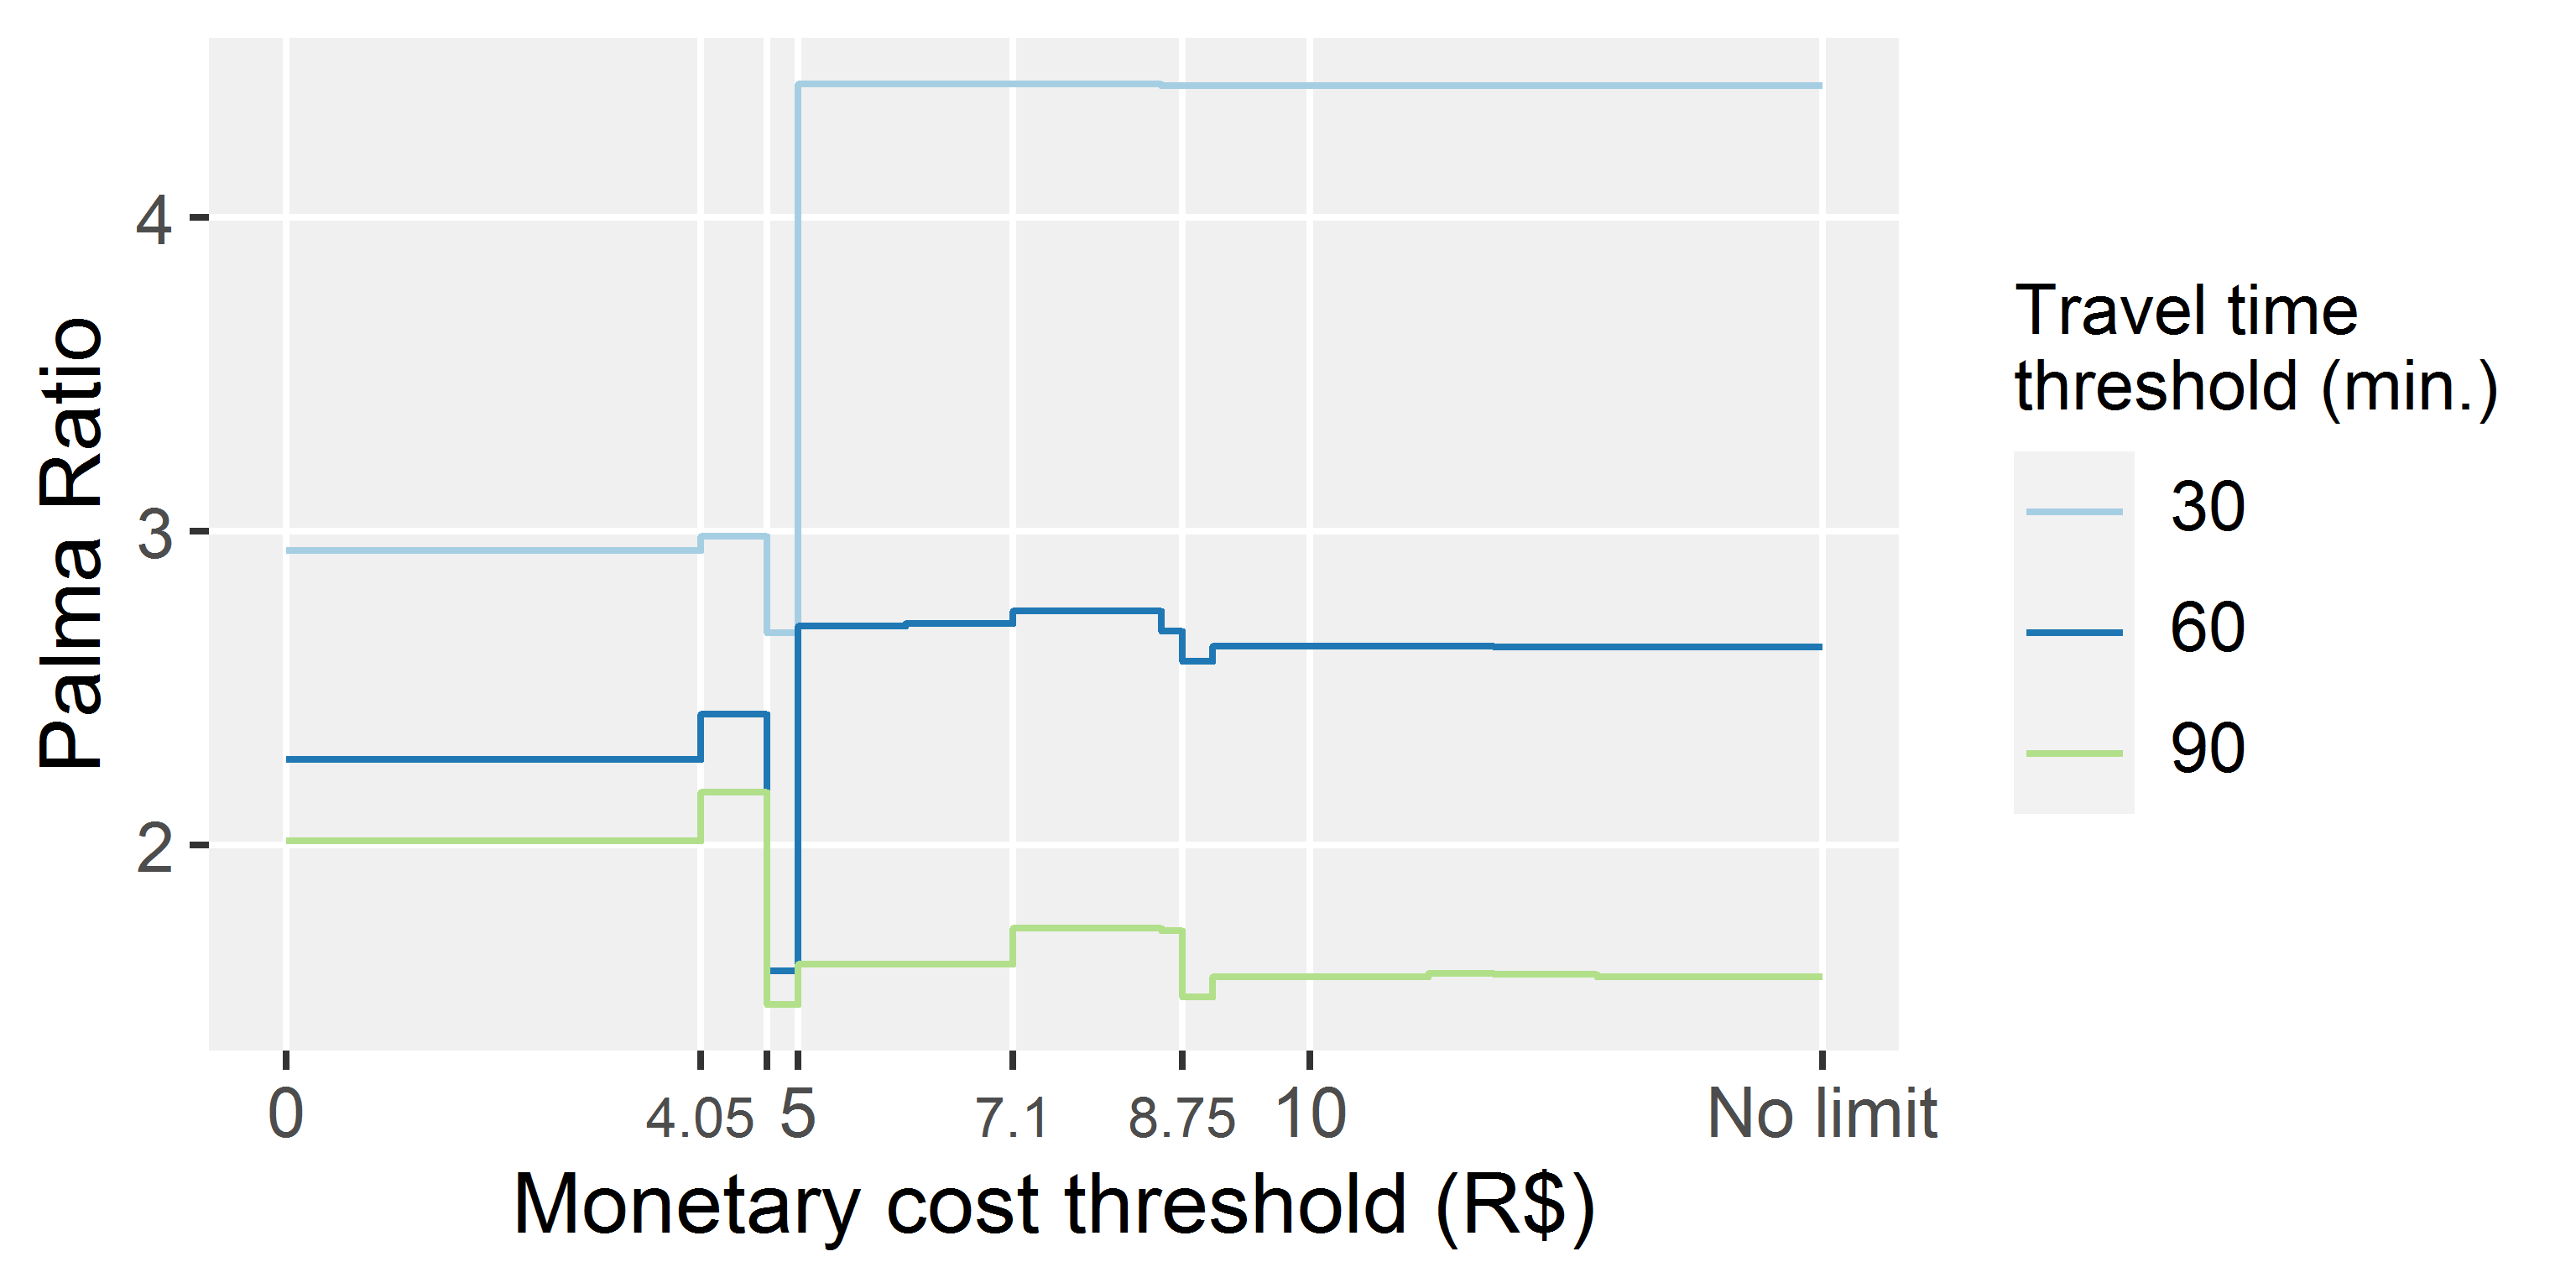 Palma Ratio
4
3
2
0 4.05 5 7.1 8.75 10 No limit
Monetary cost threshold (R$)
Travel time
threshold (min.)
30
60
90